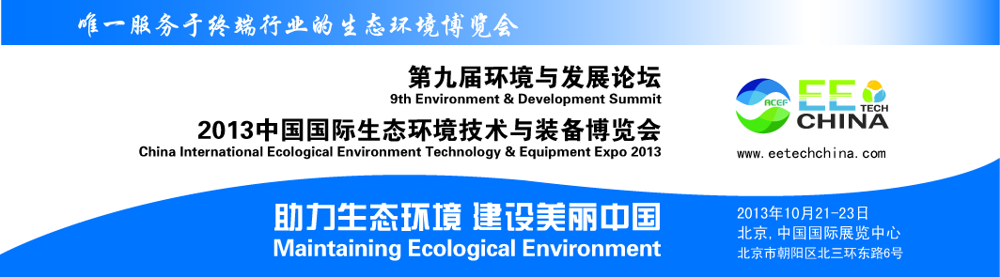 唯一服务于终端行业的生态环境博览会
第九届环境与发展论坛
9th Environment & Development Summit
2013中国国际生态环境技术与装备博览会
China International Ecological Environment Technology & Equipment Expo 2013
ACEF
EE
TECH
CHINA
www.eetechchina.com
助力生态环境 建设美丽中国
Maintaining Ecological Environment
2013年10月21-23日
北京,中国国际展览中心
北京市朝阳区北三环东路6号